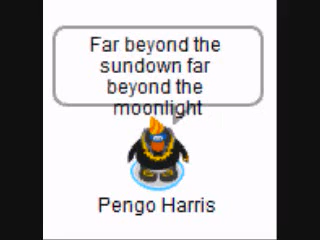 Far beyond the
sundown far
beyond the
moonlight
Pengo Harris